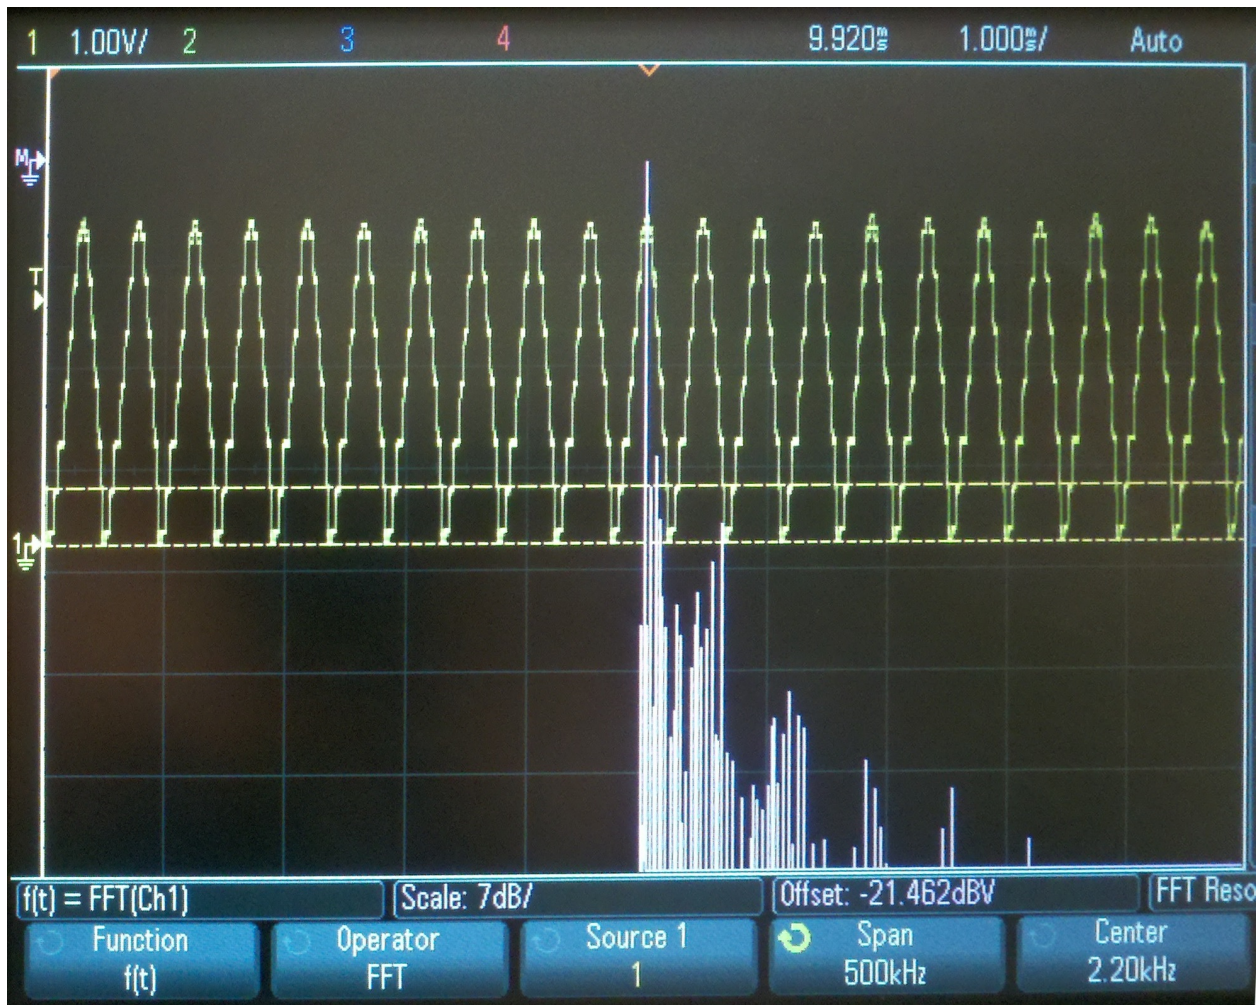 1 1.00V/ 2 3 4 9.920ms 1.000ms/ Auto
M
T
1
f(t) = FFT(Ch1) Scale: 7dB/ Offset: -21.462dBV FFT Reso
Function Operator Source 1 Span Center
f(t) FFT 1 500kHz 2.20kHz